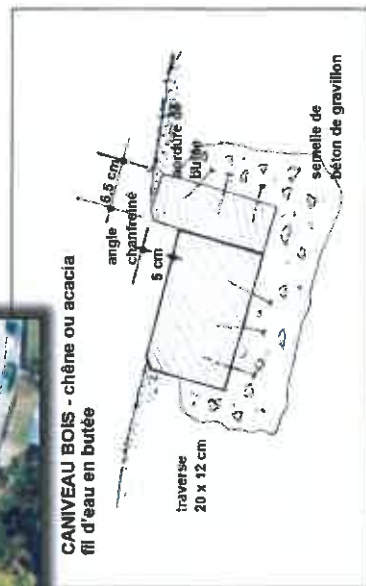 CANIVEAU BOIS - chêne ou acacia
fil d'eau en butée
6.5 cm
angle
chanfreiné
5 cm
bordure de
butée
traverse
20 x 12 cm
semelle de
béton de gravillon